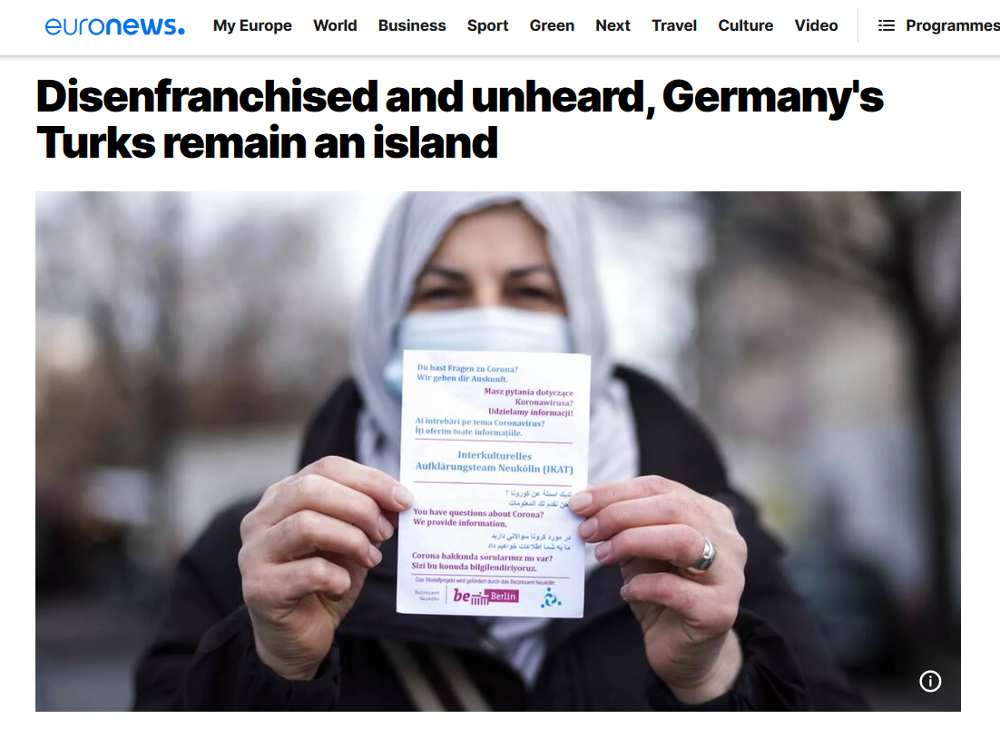 euronews.
My Europe
World
Business
Sport
Green
Next
Travel
Culture
Video
Programmes
Disenfranchised and unheard, Germany's
Turks remain an island
Du hast Fragen zu Corona?
Wir geben dir Auskunft.
Masz pytania dotyczące
Koronawirusa?
Udzielamy informacji!
Ai întrebări pe tema Coronavirus?
Îți oferim toate informațiile.
Interkulturelles
Aufklärungsteam Neukölln (IKAT)
لديك أسئلة عن كورونا ؟
نحن نقدم لك المعلومات
You have questions about Corona?
We provide information.
در مورد کرونا سوالاتی دارید
ما به شما اطلاعات خواهیم داد
Corona hakkında sorularınız mı var?
Sizi bu konuda bilgilendiriyoruz.
Das Modellprojekt wird gefördert durch das Bezirksamt Neukölln.
Bezirksamt
Neukölln
be Berlin